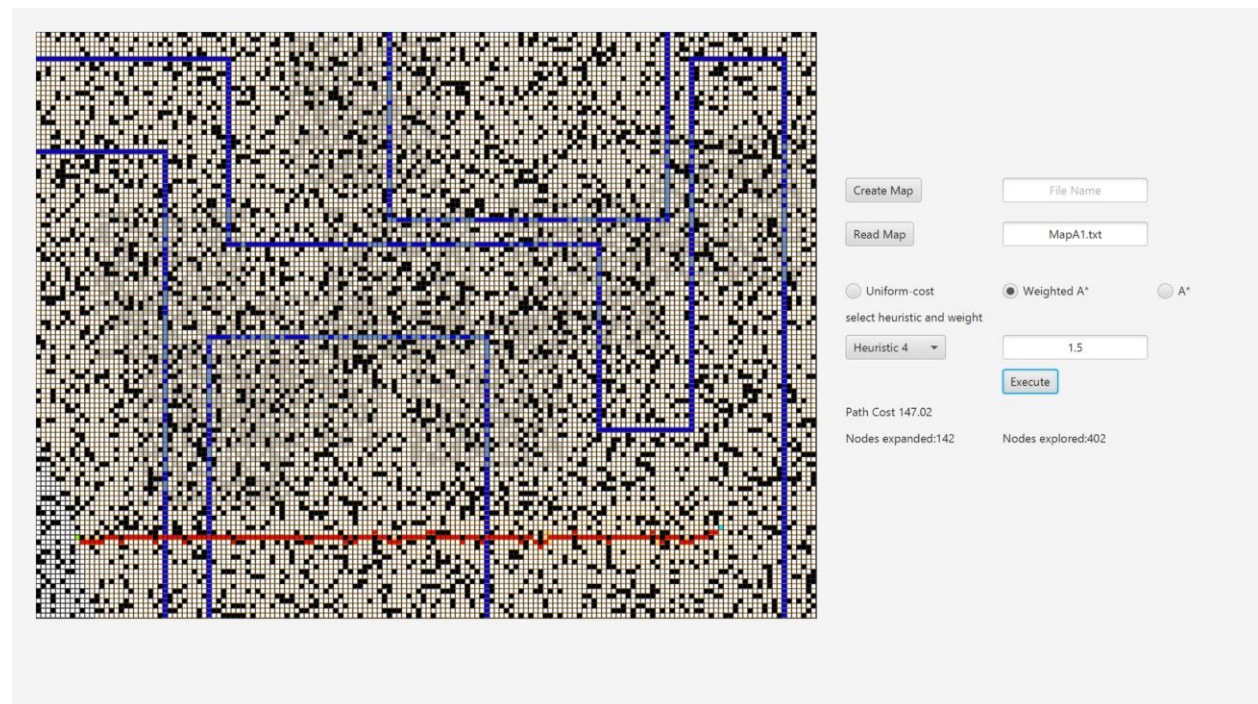 Create Map File Name
Read Map MapA1.txt
Uniform-cost Weighted A* A*
select heuristic and weight
Heuristic 4 1.5
Execute
Path Cost 147.02
Nodes expanded:142 Nodes explored:402